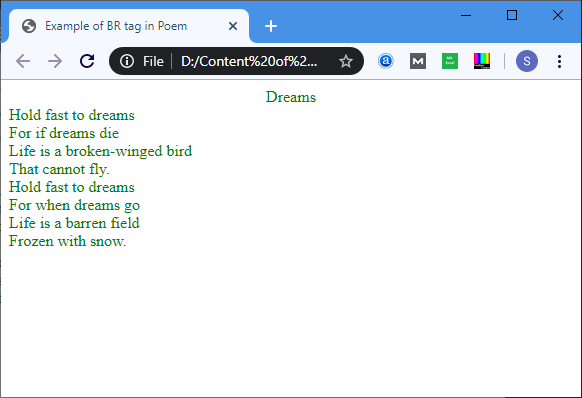 Example of BR tag in Poem
File
D:/Content%20of%2...
a
M
S
Dreams
Hold fast to dreams
For if dreams die
Life is a broken-winged bird
That cannot fly.
Hold fast to dreams
For when dreams go
Life is a barren field
Frozen with snow.